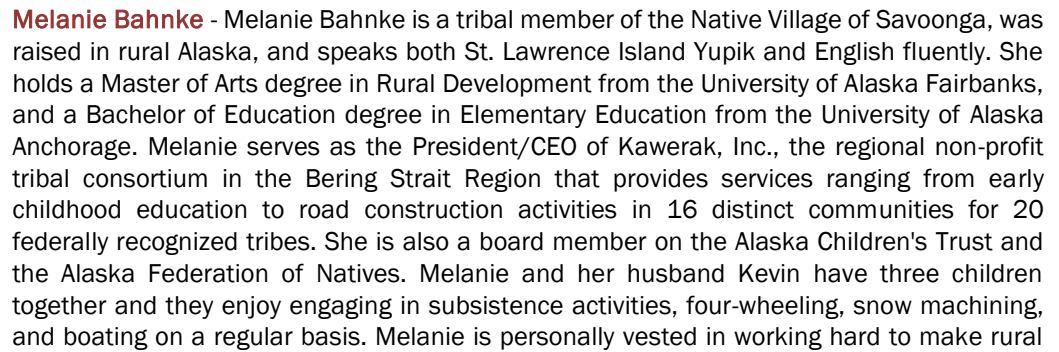 Melanie Bahnke - Melanie Bahnke is a tribal member of the Native Village of Savoonga, was
raised in rural Alaska, and speaks both St. Lawrence Island Yupik and English fluently. She
holds a Master of Arts degree in Rural Development from the University of Alaska Fairbanks,
and a Bachelor of Education degree in Elementary Education from the University of Alaska
Anchorage. Melanie serves as the President/CEO of Kawerak, Inc., the regional non-profit
tribal consortium in the Bering Strait Region that provides services ranging from early
childhood education to road construction activities in 16 distinct communities for 20
federally recognized tribes. She is also a board member on the Alaska Children's Trust and
the Alaska Federation of Natives. Melanie and her husband Kevin have three children
together and they enjoy engaging in subsistence activities, four-wheeling, snow machining,
and boating on a regular basis. Melanie is personally vested in working hard to make rural